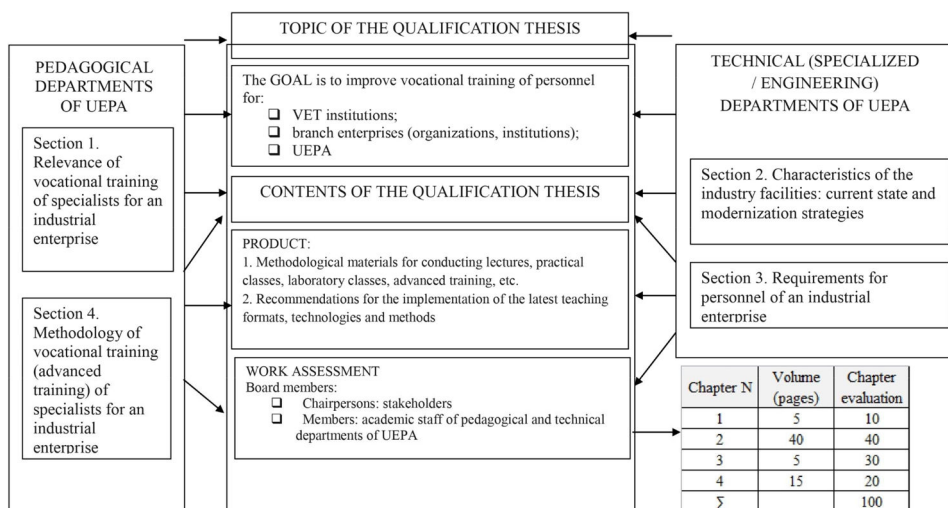 TOPIC OF THE QUALIFICATION THESIS
PEDAGOGICAL
DEPARTMENTS
OF UEPA
Section 1.
Relevance of
vocational training
of specialists for an
industrial
enterprise
Section 4.
Methodology of
vocational training
(advanced
training) of
specialists for an
industrial
enterprise
The GOAL is to improve vocational training of personnel
for:
❑ VET institutions;
❑ branch enterprises (organizations, institutions);
❑ UEPA
CONTENTS OF THE QUALIFICATION THESIS
PRODUCT:
1. Methodological materials for conducting lectures, practical
classes, laboratory classes, advanced training, etc.
2. Recommendations for the implementation of the latest teaching
formats, technologies and methods
WORK ASSESSMENT
Board members:
❑ Chairpersons: stakeholders
❑ Members: academic staff of pedagogical and technical
departments of UEPA
TECHNICAL (SPECIALIZED
/ ENGINEERING)
DEPARTMENTS OF UEPA
Section 2. Characteristics of the
industry facilities: current state and
modernization strategies
Section 3. Requirements for
personnel of an industrial
enterprise
Chapter N Volume (pages) Chapter evaluation
1 5 10
2 40 40
3 5 30
4 15 20
Σ 100